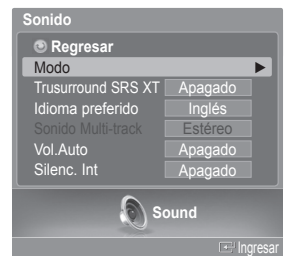 Sonido
Regresar
Modo
Trusurround SRS XT Apagado
Idioma preferido Inglés
Sonido Multi-track Estéreo
Vol.Auto Apagado
Silenc. Int Apagado
Sound
Ingresar